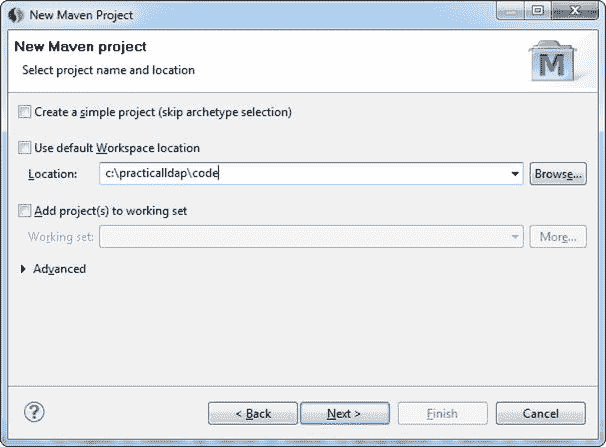 New Maven Project
New Maven project
Select project name and location
M
Create a simple project (skip archetype selection)
Use default Workspace location
Location: c:\practicalldap\code Browse...
Add project(s) to working set
Working set: More...
Advanced
? < Back Next > Finish Cancel